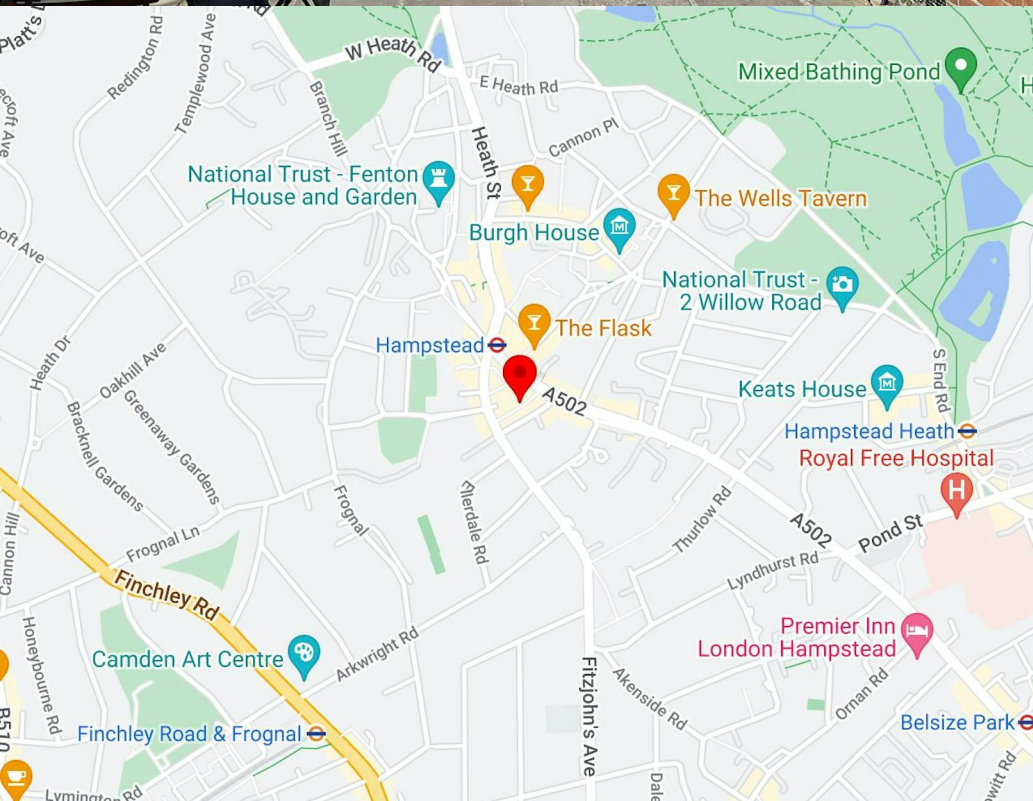 Platt's
Redington Rd
Templewood Ave
W Heath Rd
Branch Hill
E Heath Rd
Mixed Bathing Pond
Heath St
Cannon Pl
National Trust - Fenton
House and Garden
The Wells Tavern
Burgh House
National Trust -
2 Willow Road
The Flask
Hampstead
Heath Dr
Oakhill Ave
S End Rd
A502
Keats House
Bracknell Gardens
Greenaway Gardens
Hampstead Heath
Royal Free Hospital
H
Frognal
Thurlow Rd
A502
Pond St
Cannon Hill
Frognal Ln
Lyndhurst Rd
Finchley Rd
Premier Inn
London Hampstead
Honeybourne Rd
Camden Art Centre
Arkwright Rd
Fitzjohn's Ave
Akenside Rd
Ornan Rd
B510
Finchley Road & Frognal
Belsize Park
Lymington Rd